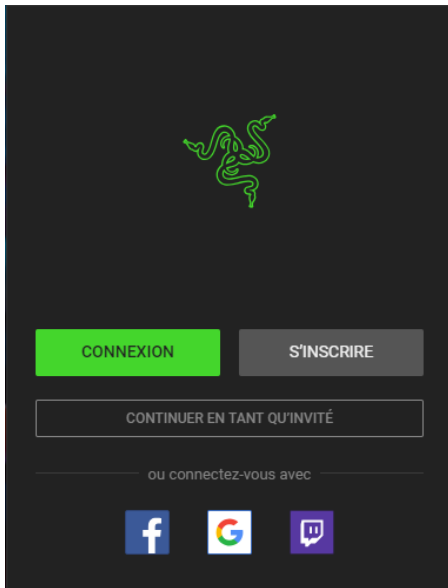 CONNEXION
S'INSCRIRE
CONTINUER EN TANT QU'INVITÉ
ou connectez-vous avec